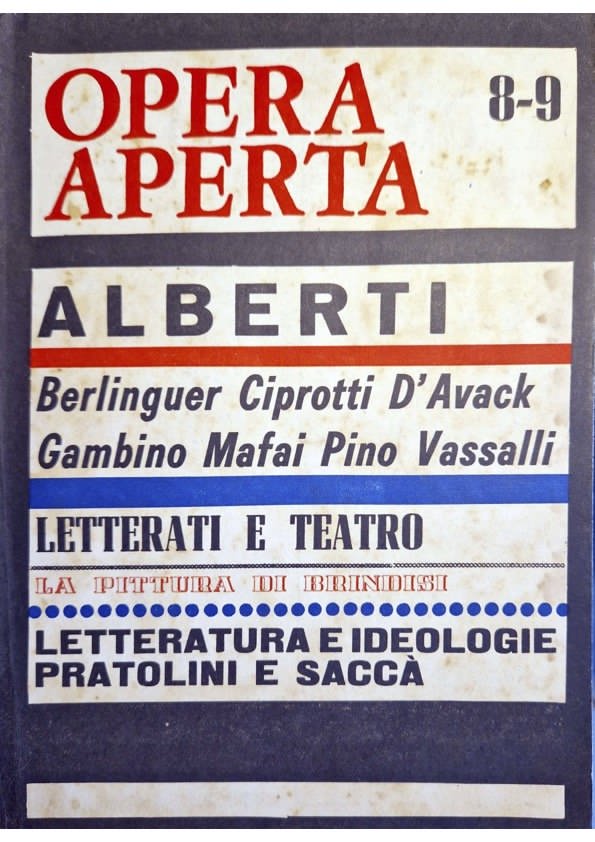 OPERA
APERTA
8-9
ALBERTI
Berlinguer Ciprotti D'Avack
Gambino Mafai Pino Vassalli
LETTERATI E TEATRO
LA PITTURA DI BRINDISI
LETTERATURA E IDEOLOGIE
PRATOLINI E SACCÀ